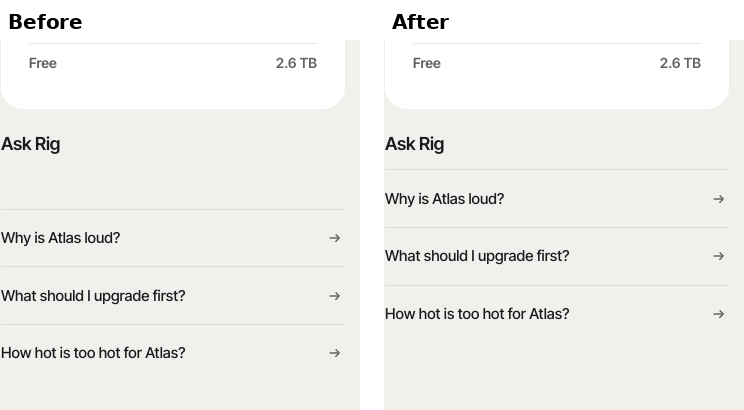 Before
Free 2.6 TB
Ask Rig
Why is Atlas loud? →
What should I upgrade first? →
How hot is too hot for Atlas? →
After
Free 2.6 TB
Ask Rig
Why is Atlas loud? →
What should I upgrade first? →
How hot is too hot for Atlas? →